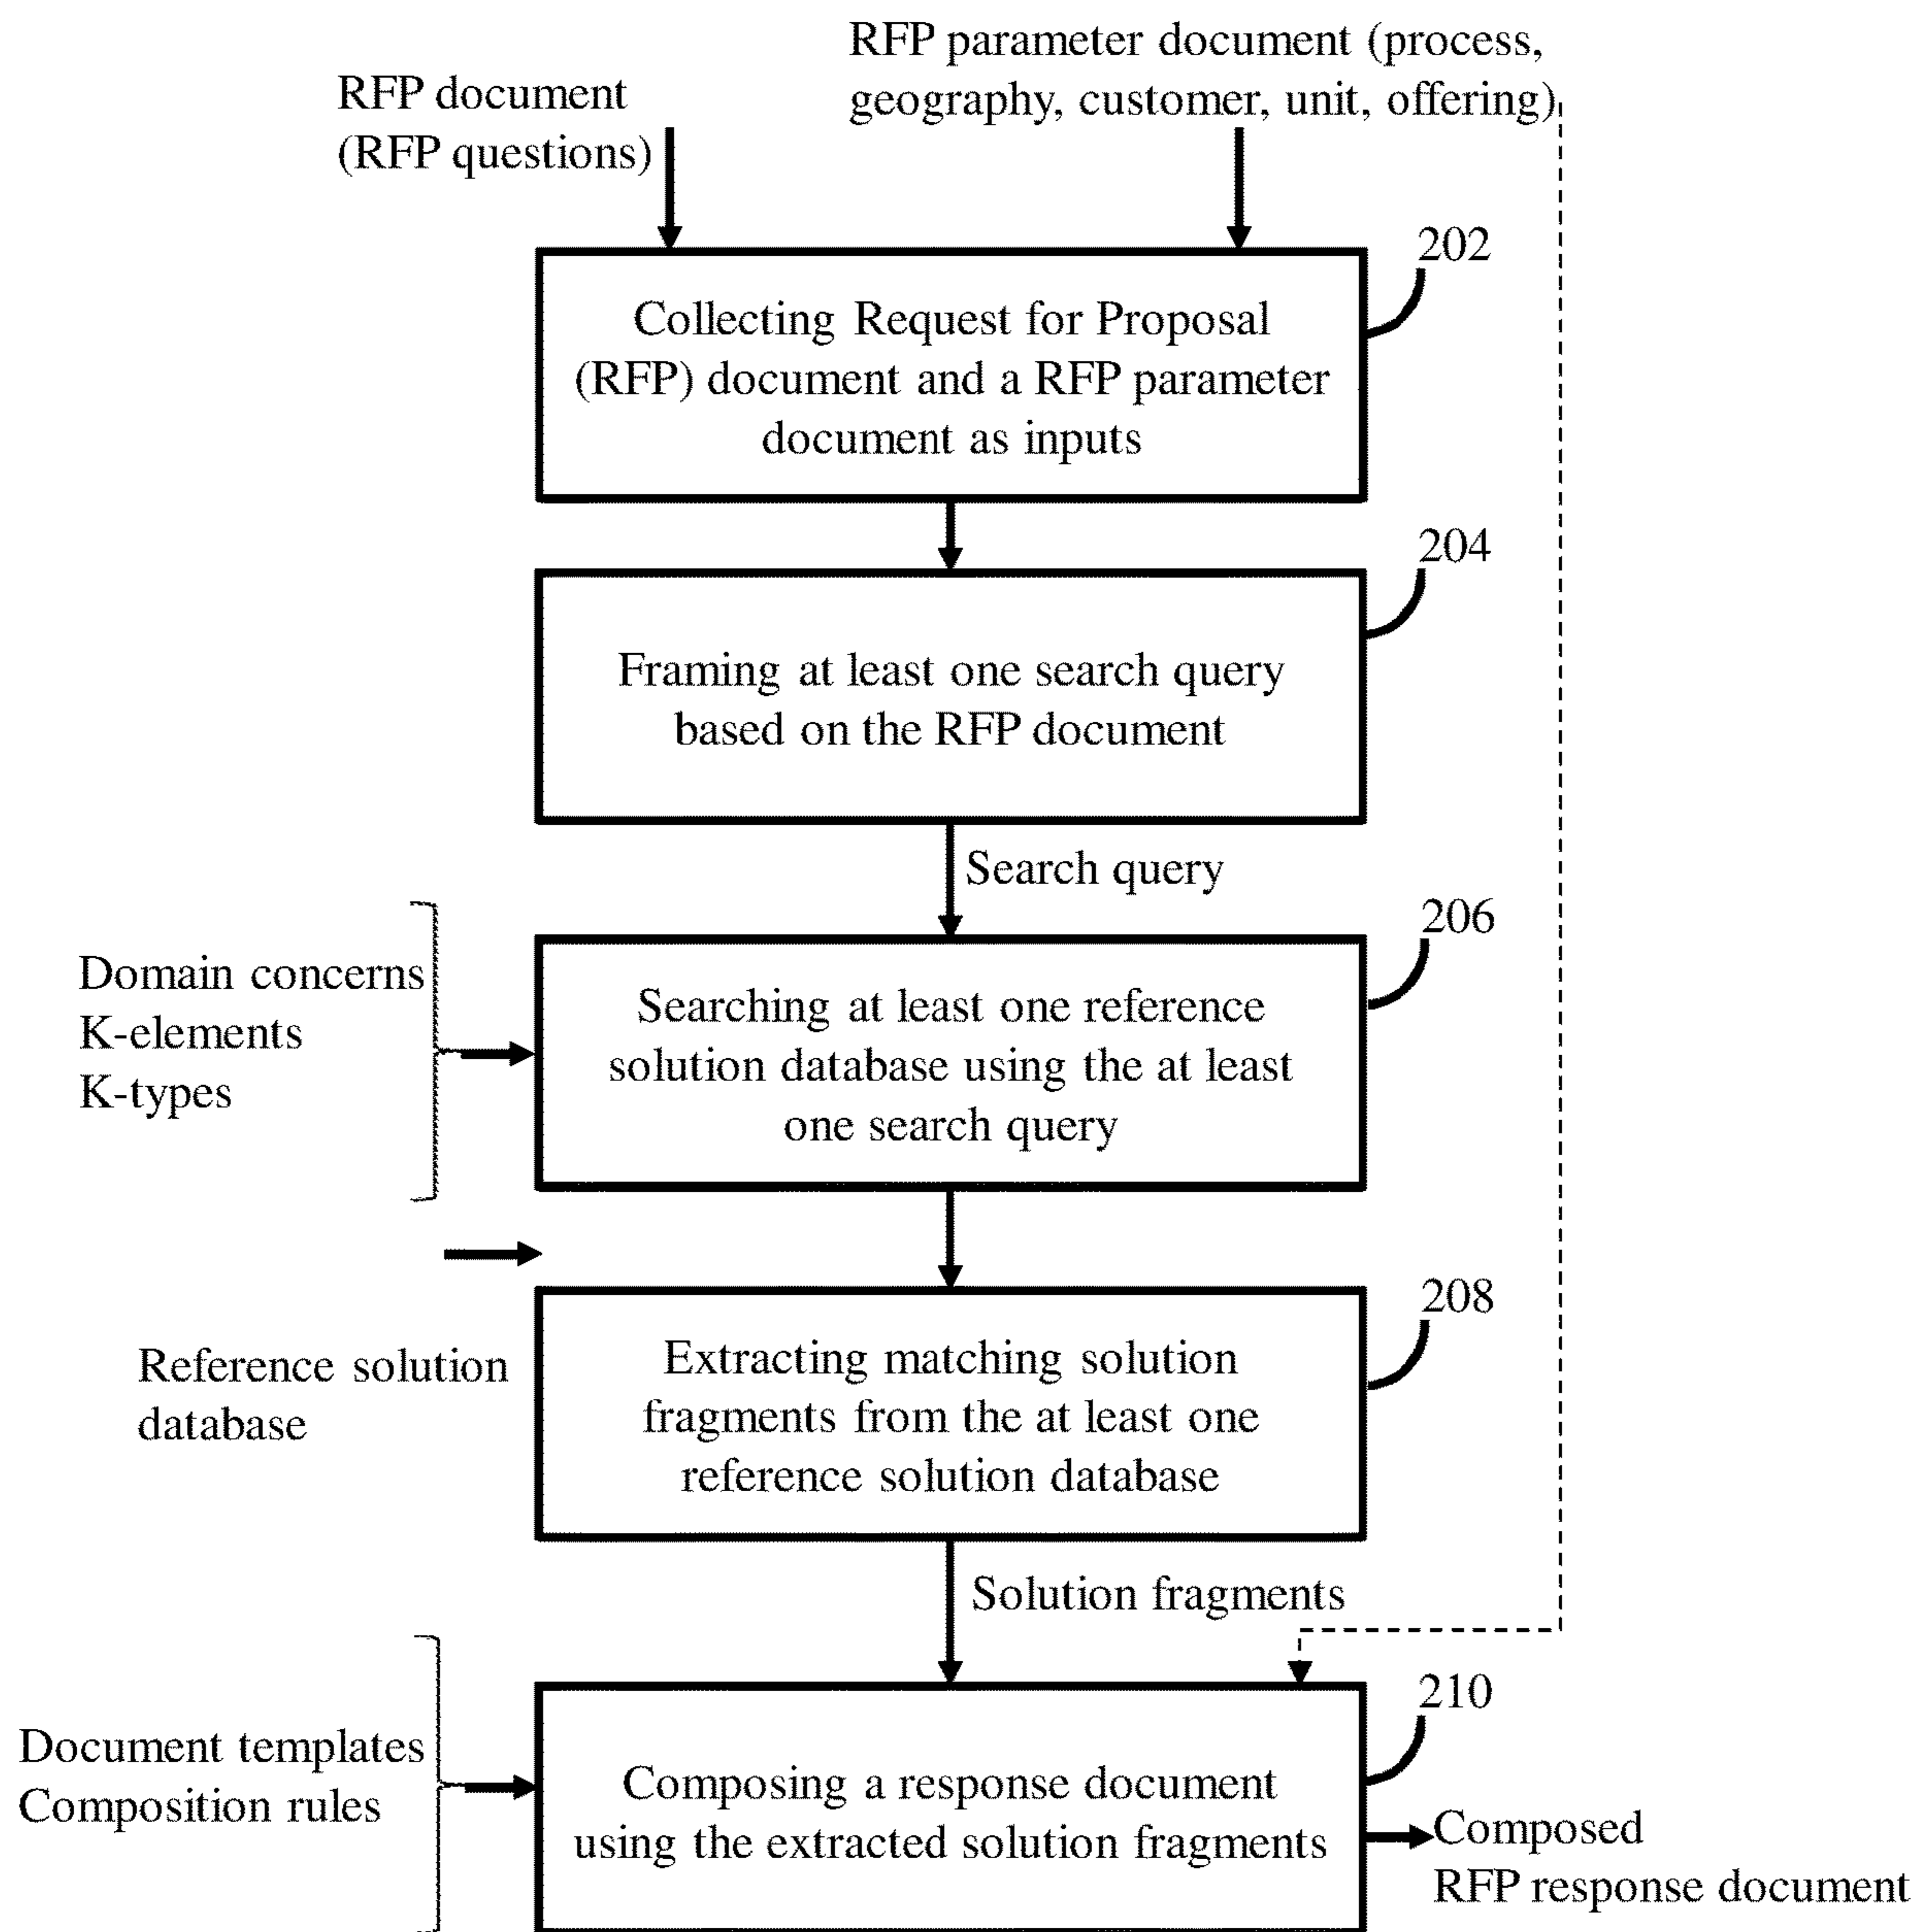 RFP parameter document (process,
geography, customer, unit, offering)
RFP document
(RFP questions)
202
Collecting Request for Proposal
(RFP) document and a RFP parameter
document as inputs
204
Framing at least one search query
based on the RFP document
Search query
206
Domain concerns
K-elements
K-types
Searching at least one reference
solution database using the at least
one search query
208
Reference solution
database
Extracting matching solution
fragments from the at least one
reference solution database
Solution fragments
210
Document templates
Composition rules
Composing a response document
using the extracted solution fragments
Composed
RFP response document